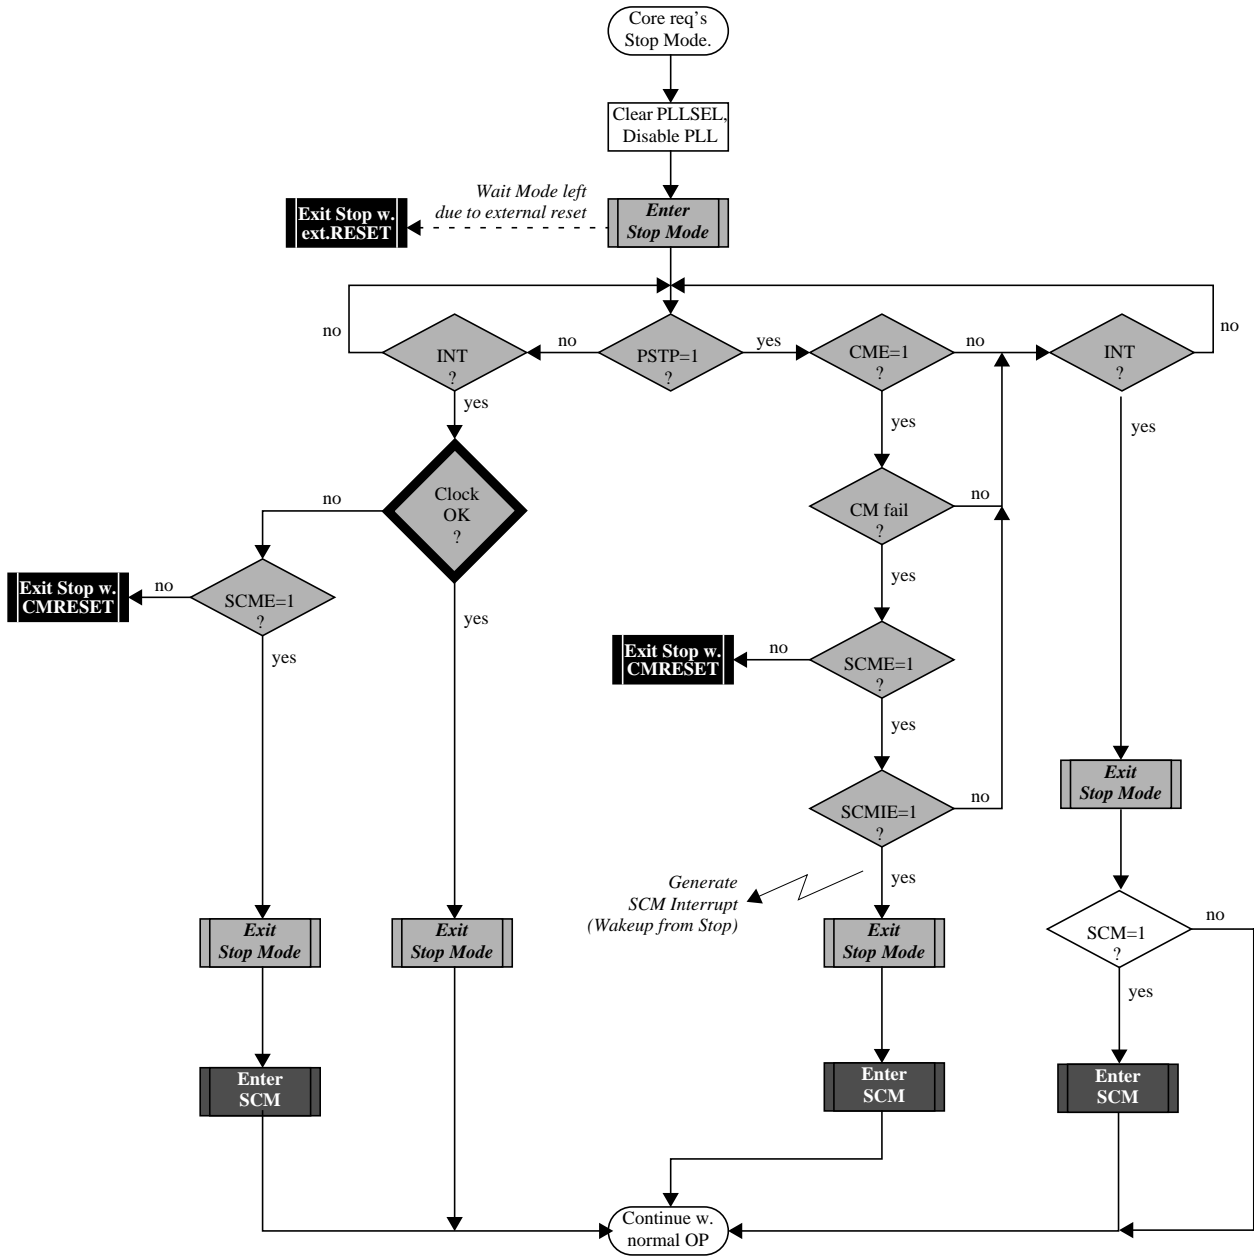 Core req's
Stop Mode.
Clear PLLSEL,
Disable PLL
Wait Mode left
due to external reset
Exit Stop w.
ext.RESET
Enter
Stop Mode
no
INT
?
no
PSTP=1
?
yes
CME=1
?
no
INT
?
no
yes
yes
yes
Clock
OK
?
no
CM fail
?
no
yes
Exit Stop w.
CMRESET
no
SCME=1
?
yes
yes
Exit Stop w.
CMRESET
no
SCME=1
?
yes
Exit
Stop Mode
SCMIE=1
?
no
Generate
SCM Interrupt
(Wakeup from Stop)
yes
Exit
Stop Mode
Exit
Stop Mode
Exit
Stop Mode
SCM=1
?
no
yes
Enter
SCM
Enter
SCM
Enter
SCM
Continue w.
normal OP